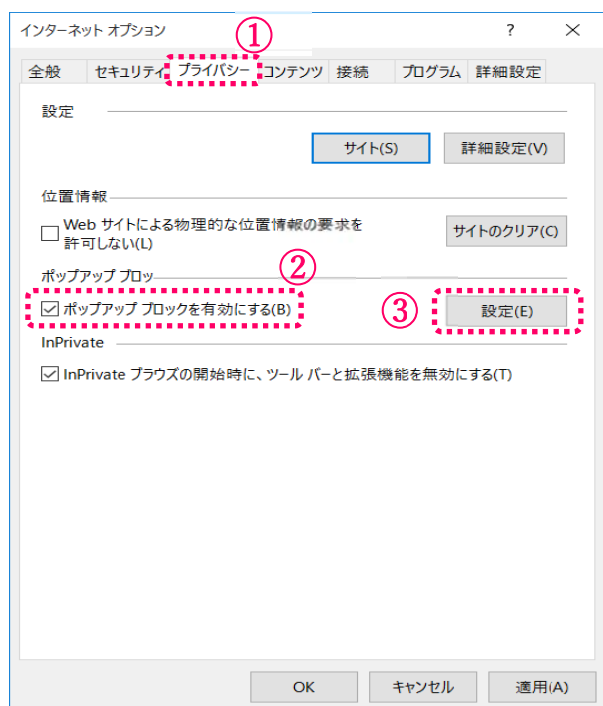 インターネット オプション ? ×
①
全般 セキュリティ プライバシー コンテンツ 接続 プログラム 詳細設定
設定
サイト(S) 詳細設定(V)
位置情報
Web サイトによる物理的な位置情報の要求を
許可しない(L)
サイトのクリア(C)
②
ポップアップ ブロッ
ポップアップ ブロックを有効にする(B)
③ 設定(E)
InPrivate
InPrivate ブラウズの開始時に、ツール バーと拡張機能を無効にする(T)
OK キャンセル 適用(A)